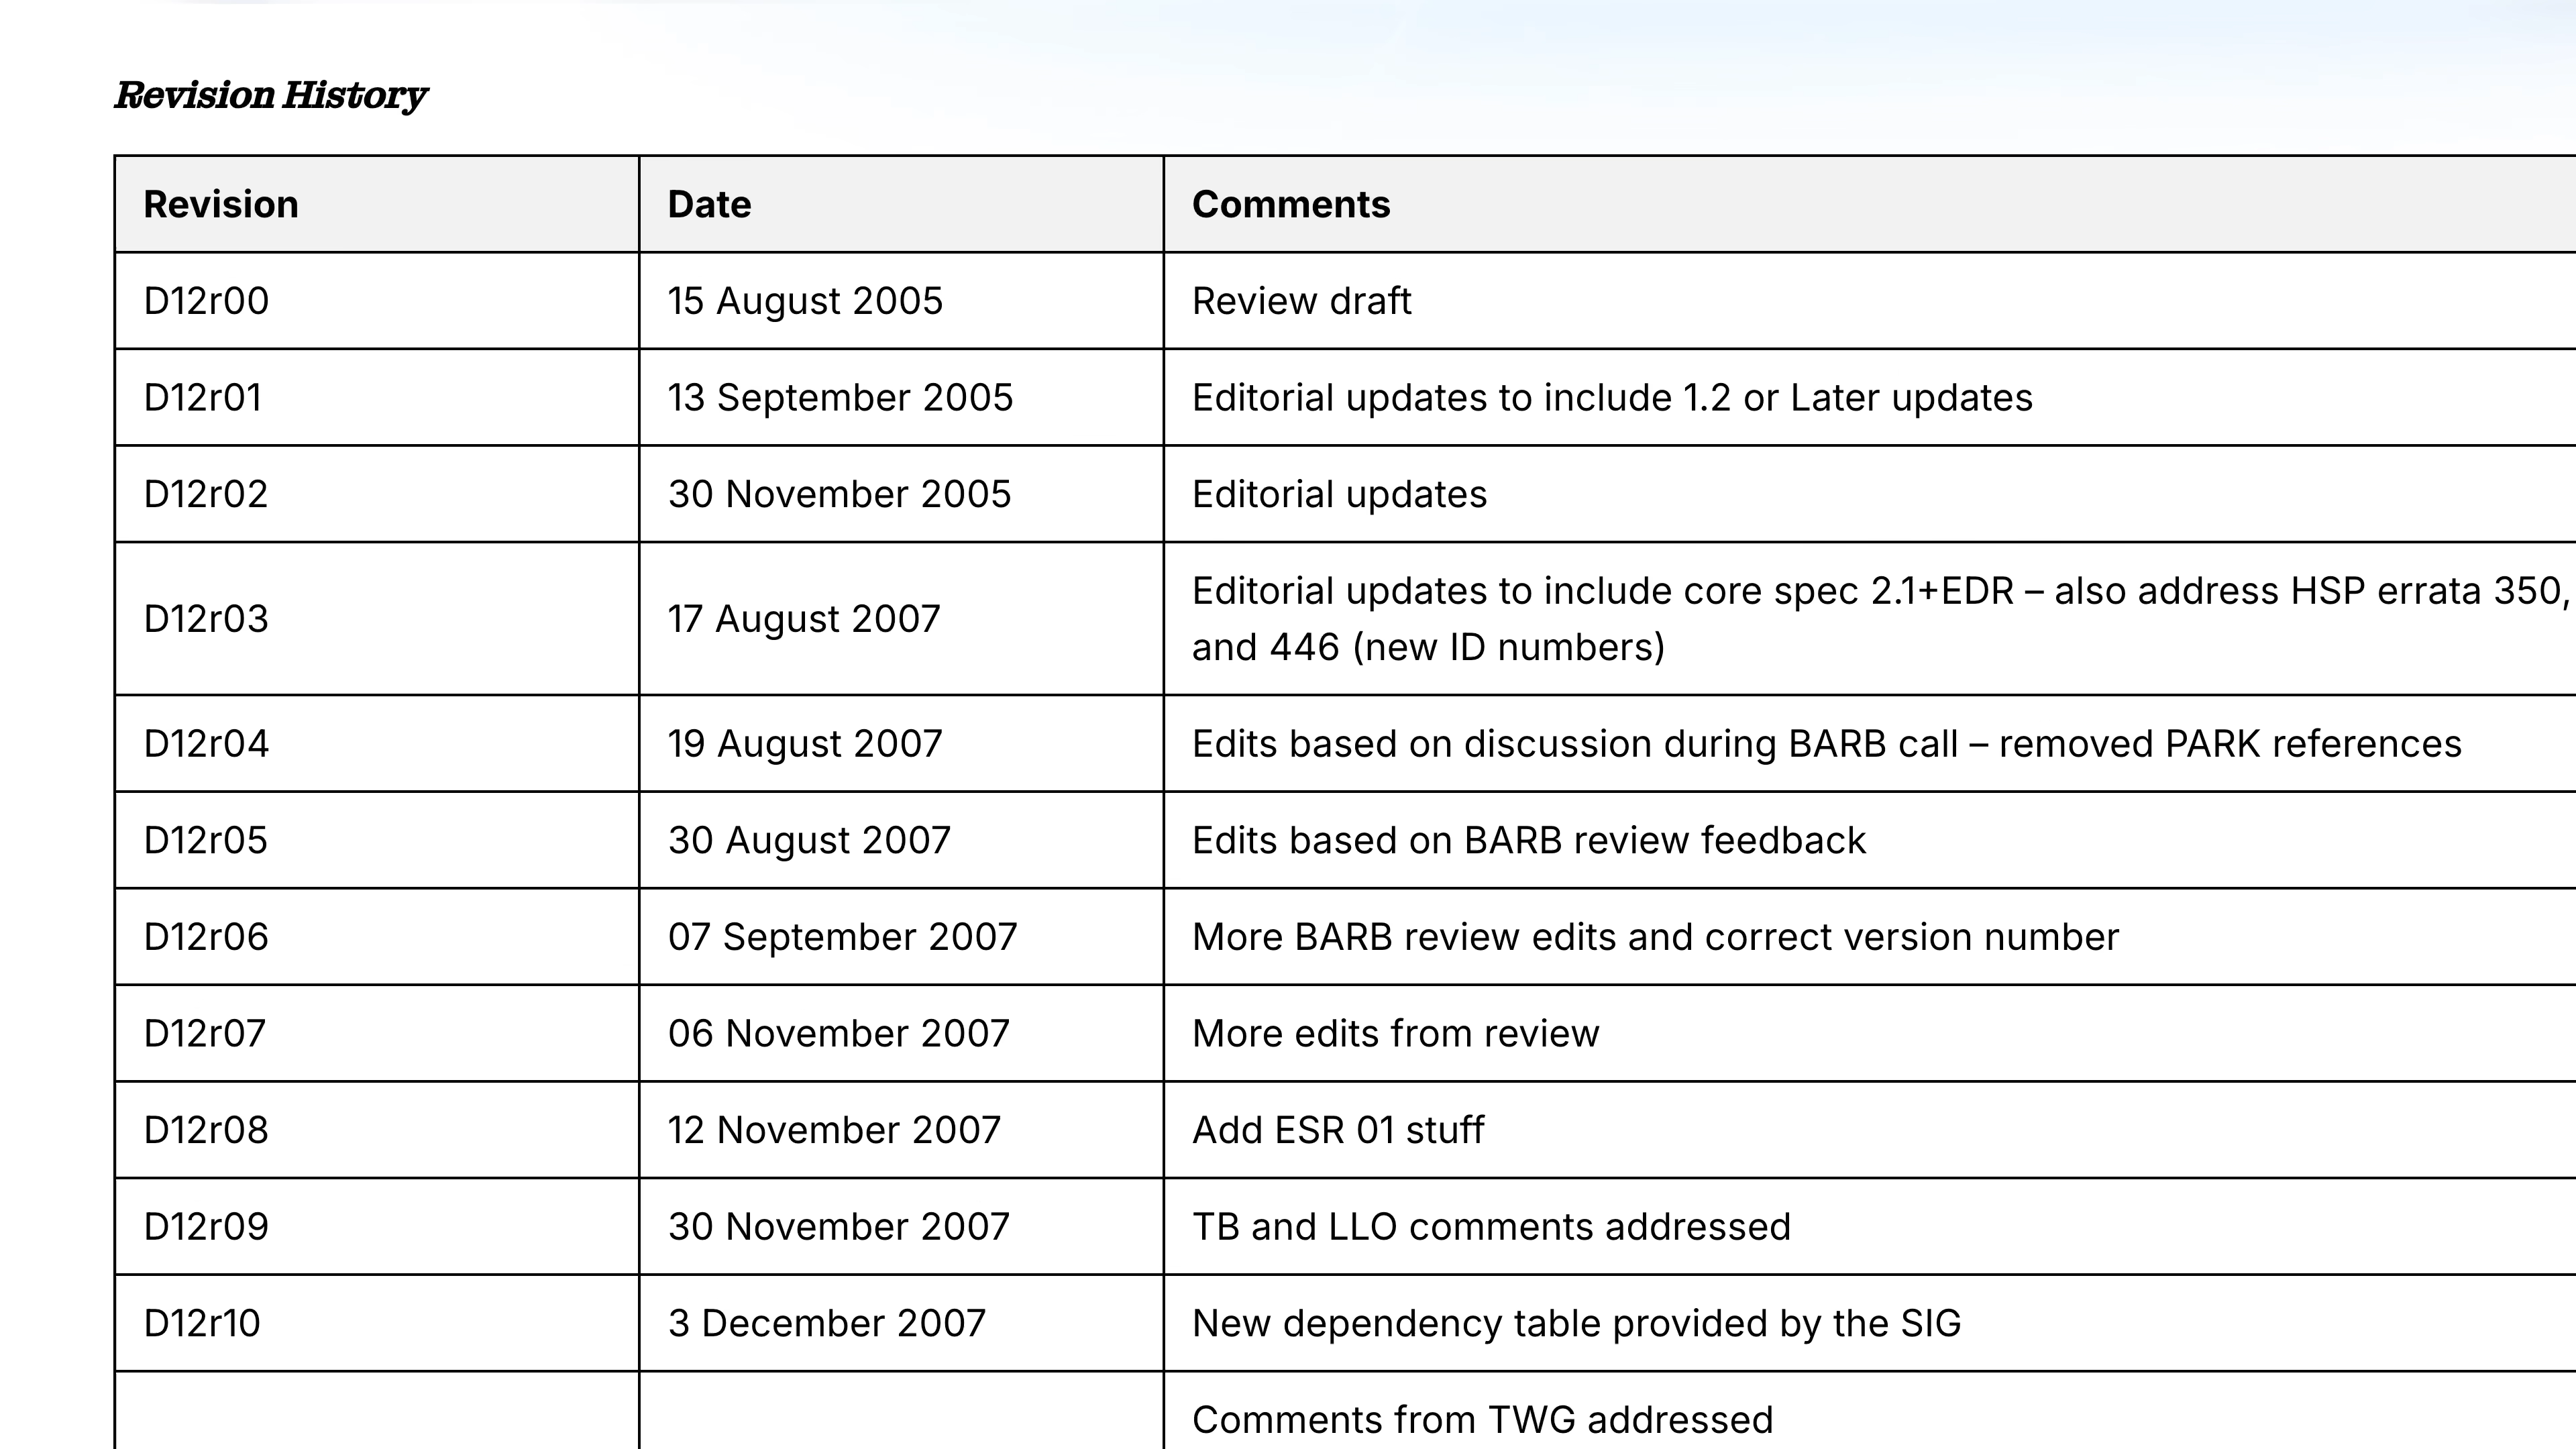 Revision History
Revision Date Comments
D12r00 15 August 2005 Review draft
D12r01 13 September 2005 Editorial updates to include 1.2 or Later updates
D12r02 30 November 2005 Editorial updates
D12r03 17 August 2007 Editorial updates to include core spec 2.1+EDR – also address HSP errata 350,
and 446 (new ID numbers)
D12r04 19 August 2007 Edits based on discussion during BARB call – removed PARK references
D12r05 30 August 2007 Edits based on BARB review feedback
D12r06 07 September 2007 More BARB review edits and correct version number
D12r07 06 November 2007 More edits from review
D12r08 12 November 2007 Add ESR 01 stuff
D12r09 30 November 2007 TB and LLO comments addressed
D12r10 3 December 2007 New dependency table provided by the SIG
Comments from TWG addressed